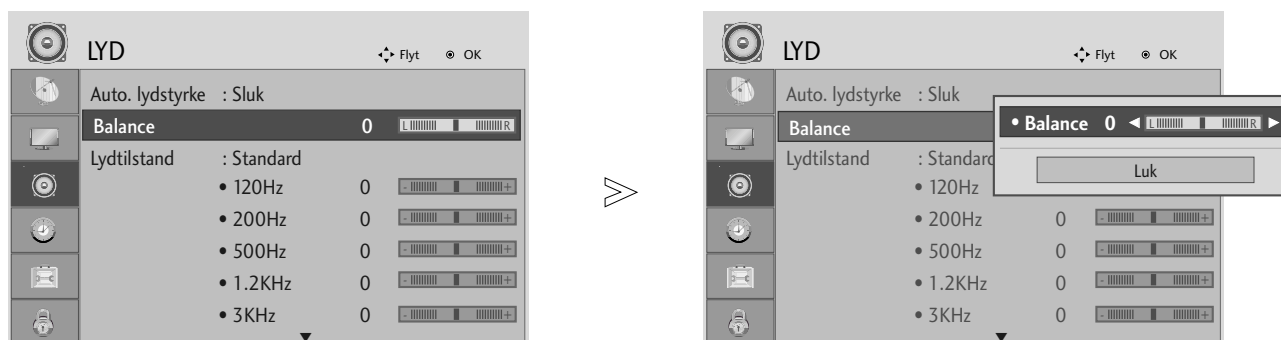 LYD Flyt OK
Auto. lydstyrke : Sluk
Balance 0 L R
Lydtilstand : Standard
• 120Hz 0 - +
• 200Hz 0 - +
• 500Hz 0 - +
• 1.2KHz 0 - +
• 3KHz 0 - +
LYD Flyt OK
Auto. lydstyrke : Sluk
Balance
• Balance 0 L R
Luk
Lydtilstand : Standard
• 120Hz
• 200Hz 0 - +
• 500Hz 0 - +
• 1.2KHz 0 - +
• 3KHz 0 - +